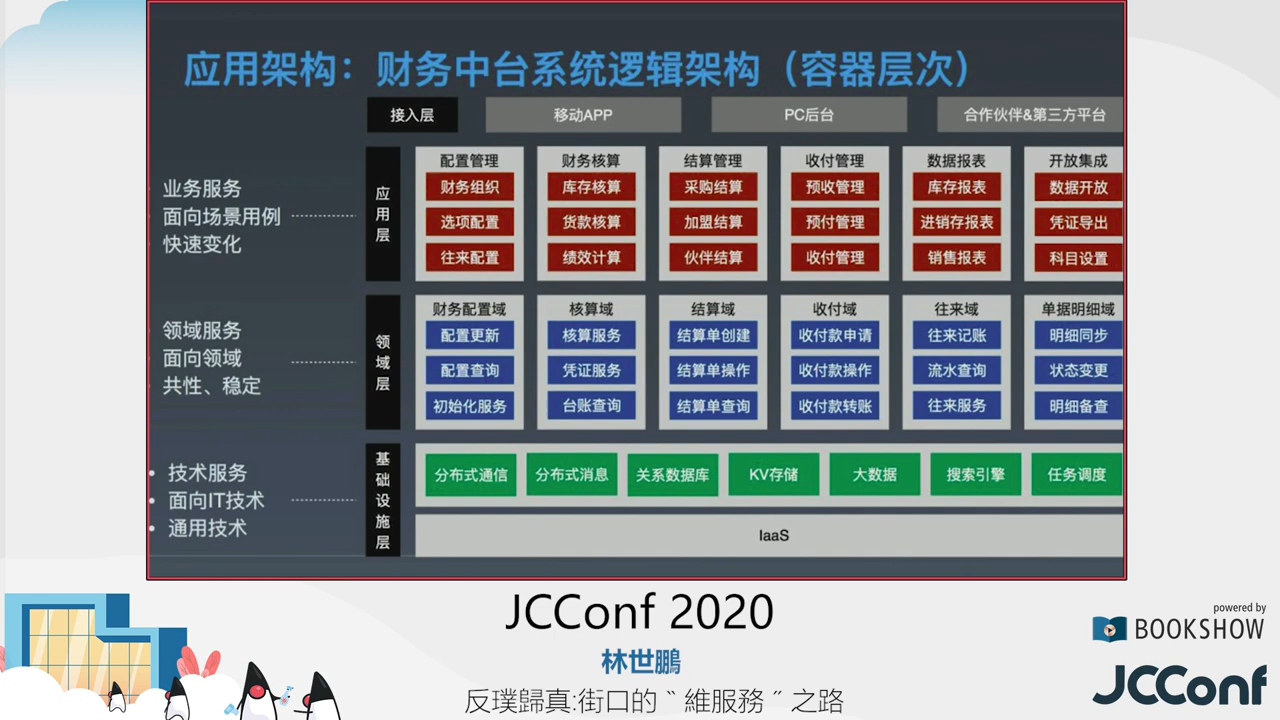 应用架构：财务中台系统逻辑架构（容器层次）
接入层
移动APP
PC后台
合作伙伴&第三方平台
业务服务
面向场景用例
快速变化
应用层
配置管理
财务组织
选项配置
往来配置
财务核算
库存核算
货款核算
绩效计算
结算管理
采购结算
加盟结算
伙伴结算
收付管理
预收管理
预付管理
收付管理
数据报表
库存报表
进销存报表
销售报表
开放集成
数据开放
凭证导出
科目设置
领域服务
面向领域
共性、稳定
领域层
财务配置域
配置更新
配置查询
初始化服务
核算域
核算服务
凭证服务
台账查询
结算域
结算单创建
结算单操作
结算单查询
收付域
收付款申请
收付款操作
收付款转账
往来域
往来记账
流水查询
往来服务
单据明细域
明细同步
状态变更
明细备查
技术服务
面向IT技术
通用技术
基础设施层
分布式通信
分布式消息
关系数据库
KV存储
大数据
搜索引擎
任务调度
IaaS
JCConf 2020
林世鵬
反璞歸真:街口的〝維服務〞之路
powered by
BOOKSHOW
JCConf